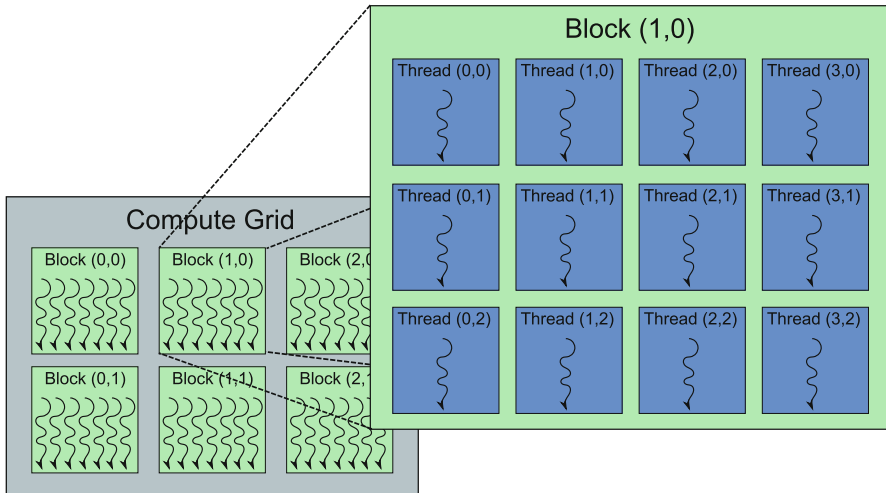 Block (1,0)
Thread (0,0)
Thread (1,0)
Thread (2,0)
Thread (3,0)
Thread (0,1)
Thread (1,1)
Thread (2,1)
Thread (3,1)
Thread (0,2)
Thread (1,2)
Thread (2,2)
Thread (3,2)
Compute Grid
Block (0,0)
Block (1,0)
Block (2,0
Block (0,1)
Block (1,1)
Block (2,1